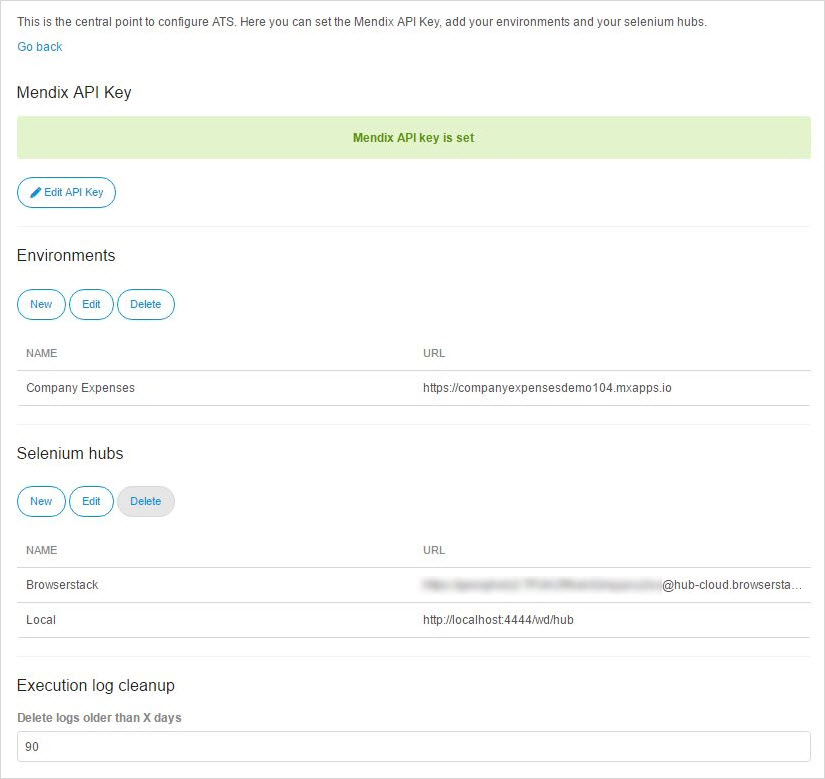 This is the central point to configure ATS. Here you can set the Mendix API Key, add your environments and your selenium hubs.
Go back
Mendix API Key
Mendix API key is set
Edit API Key
Environments
New Edit Delete
NAME URL
Company Expenses https://companyexpensesdemo104.mxapps.io
Selenium hubs
New Edit Delete
NAME URL
Browserstack @hub-cloud.browsersta...
Local http://localhost:4444/wd/hub
Execution log cleanup
Delete logs older than X days
90